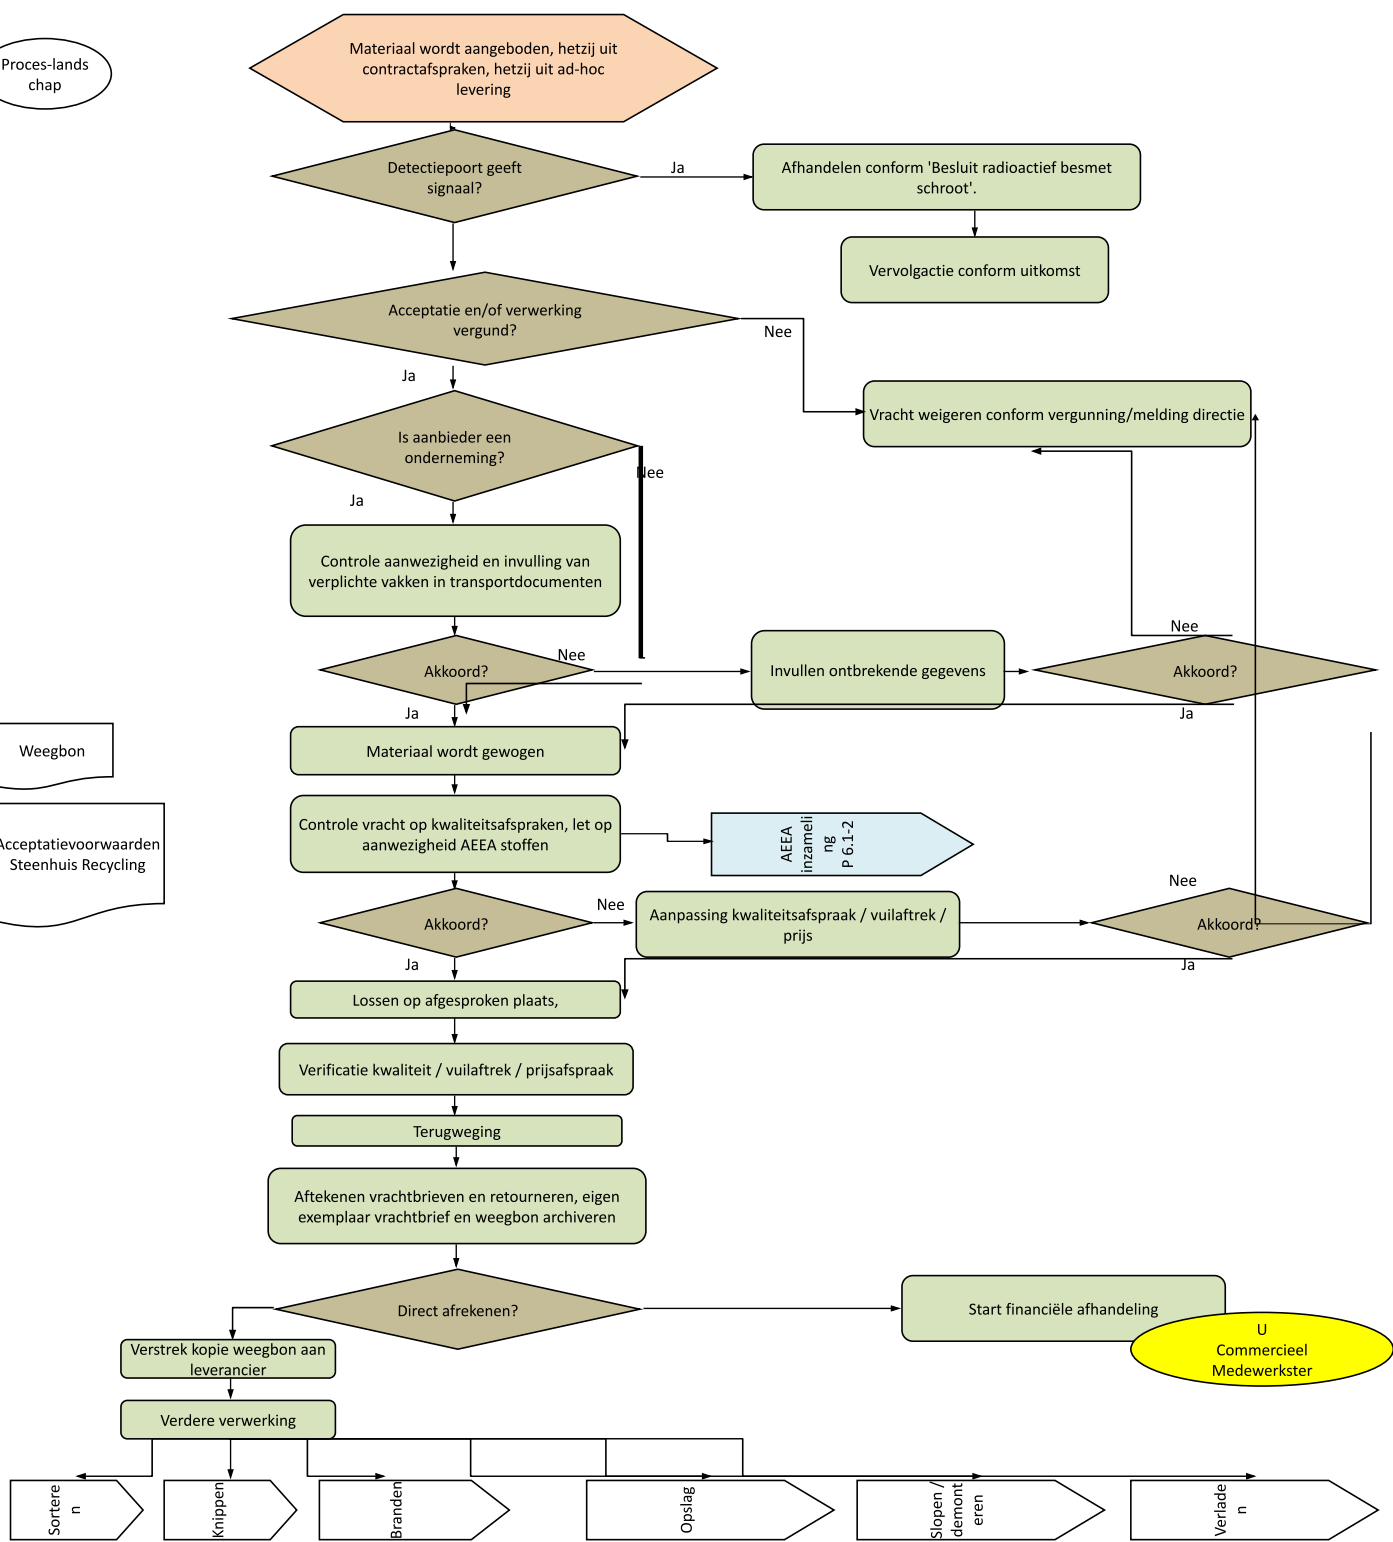 Proces-lands
chap
Materiaal wordt aangeboden, hetzij uit
contractafspraken, hetzij uit ad-hoc
levering
Detectiepoort geeft
signaal?
Ja
Afhandelen conform 'Besluit radioactief besmet
schroot'.
Vervolgactie conform uitkomst
Acceptatie en/of verwerking
vergund?
Nee
Ja
Vracht weigeren conform vergunning/melding directie
Is aanbieder een
onderneming?
Nee
Ja
Controle aanwezigheid en invulling van
verplichte vakken in transportdocumenten
Akkoord?
Nee
Invullen ontbrekende gegevens
Nee
Akkoord?
Ja
Ja
Weegbon
Materiaal wordt gewogen
Acceptatievoorwaarden
Steenhuis Recycling
Controle vracht op kwaliteitsafspraken, let op
aanwezigheid AEEA stoffen
AEEA
inzameli
ng
P 6.1-2
Akkoord?
Nee
Aanpassing kwaliteitsafspraak / vuilaftrek /
prijs
Nee
Akkoord?
Ja
Ja
Lossen op afgesproken plaats,
Verificatie kwaliteit / vuilaftrek / prijsafspraak
Terugweging
Aftekenen vrachtbrieven en retourneren, eigen
exemplaar vrachtbrief en weegbon archiveren
Direct afrekenen?
Start financiële afhandeling
U
Commercieel
Medewerkster
Verstrek kopie weegbon aan
leverancier
Verdere verwerking
Sortere
n
Knippen
Branden
Opslag
Slopen /
demont
eren
Verlade
n